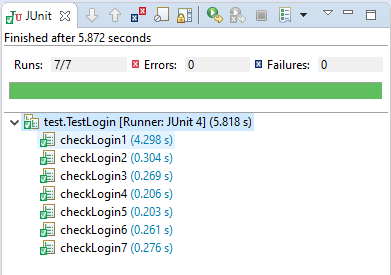 JUnit
Finished after 5.872 seconds
Runs: 7/7 Errors: 0 Failures: 0
test.TestLogin [Runner: JUnit 4] (5.818 s)
checkLogin1 (4.298 s)
checkLogin2 (0.304 s)
checkLogin3 (0.269 s)
checkLogin4 (0.206 s)
checkLogin5 (0.203 s)
checkLogin6 (0.261 s)
checkLogin7 (0.276 s)